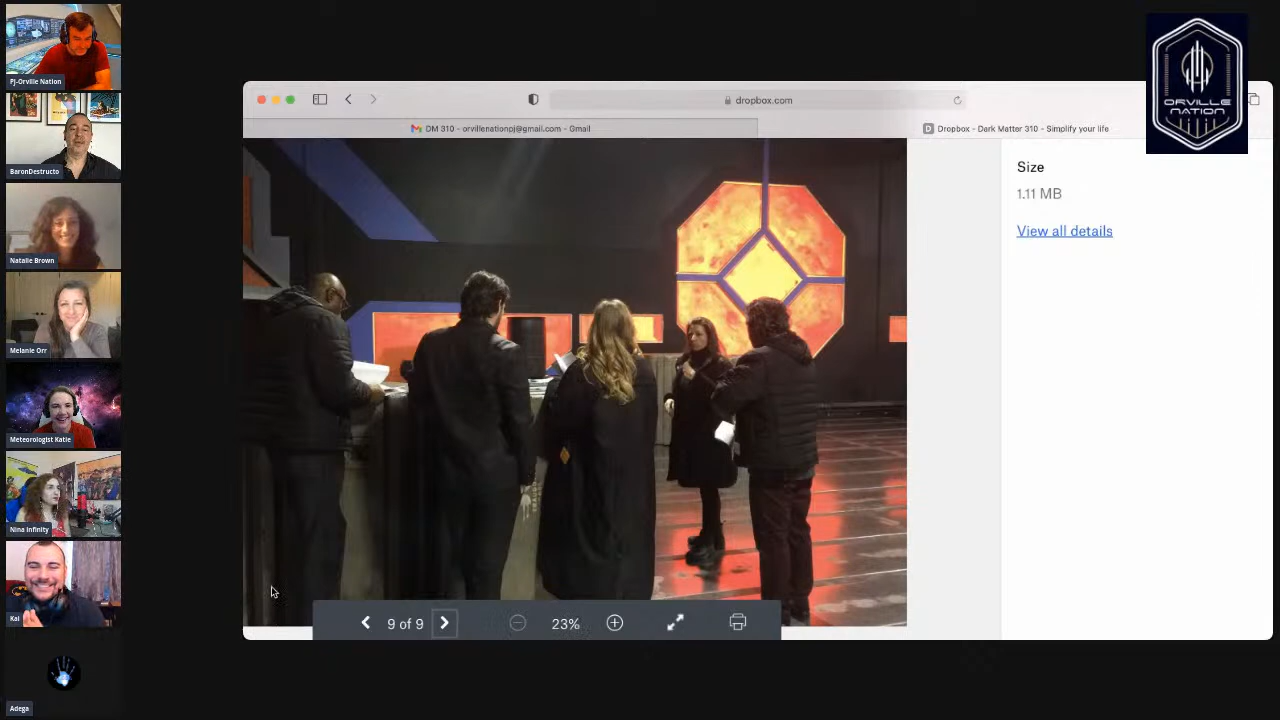 PJ-Orville Nation
BaronDestructo
Natalie Brown
Melanie Orr
Meteorologist Katie
Nina Infinity
Kai
Adega
dropbox.com
DM 310 - orvillenationpj@gmail.com - Gmail
Dropbox - Dark Matter 310 - Simplify your life
Size
1.11 MB
View all details
9 of 9
23%
ORVILLE
NATION